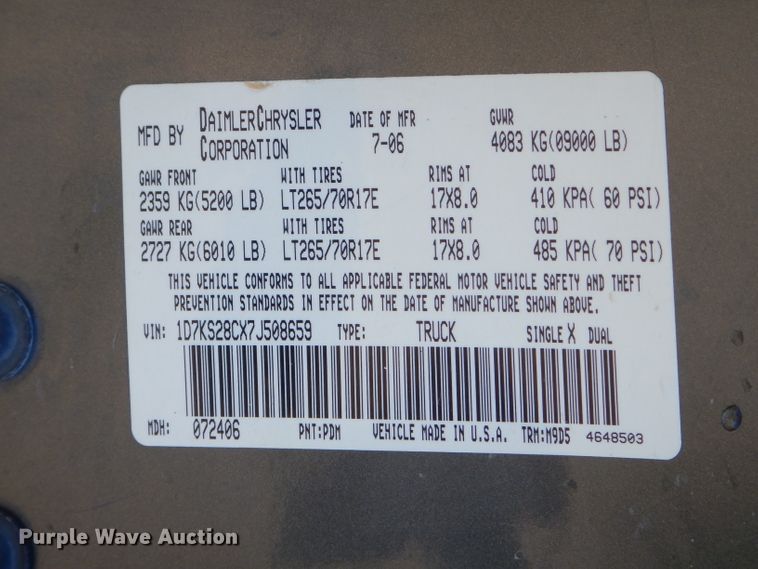 MFD BY DAIMLERCHRYSLER CORPORATION DATE OF MFR 7-06 GVWR 4083 KG(09000 LB)
GAWR FRONT WITH TIRES RIMS AT COLD
2359 KG(5200 LB) LT265/70R17E 17X8.0 410 KPA( 60 PSI)
GAWR REAR WITH TIRES RIMS AT COLD
2727 KG(6010 LB) LT265/70R17E 17X8.0 485 KPA( 70 PSI)
THIS VEHICLE CONFORMS TO ALL APPLICABLE FEDERAL MOTOR VEHICLE SAFETY AND THEFT
PREVENTION STANDARDS IN EFFECT ON THE DATE OF MANUFACTURE SHOWN ABOVE.
VIN: 1D7KS28CX7J508659 TYPE: TRUCK SINGLE X DUAL
MDH: 072406 PNT:PDM VEHICLE MADE IN U.S.A. TRM:M9D5 4648503
Purple Wave Auction